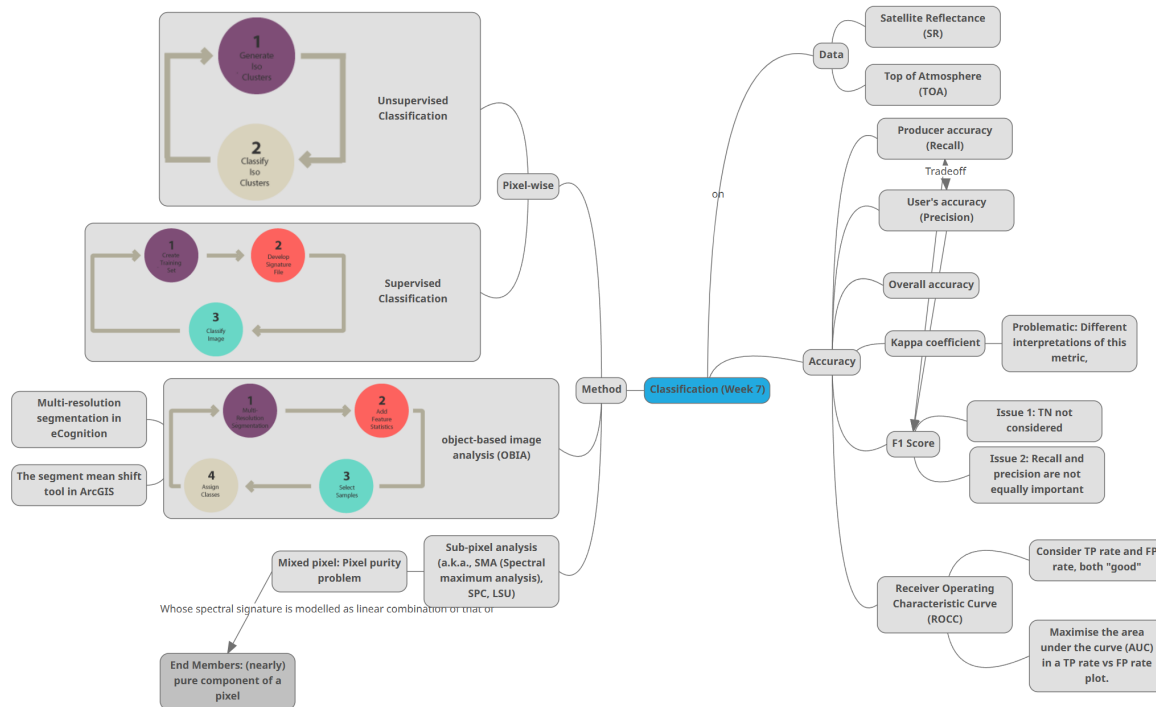 1
Generate
Iso
Clusters
2
Classify
Iso
Clusters
Unsupervised
Classification
1
Create
Training
Set
2
Develop
Signature
File
3
Classify
Image
Supervised
Classification
Pixel-wise
Multi-resolution
segmentation in
eCognition
The segment mean shift
tool in ArcGIS
1
Multi-
Resolution
Segmentation
2
Add
Feature
Statistics
4
Assign
Classes
3
Select
Samples
object-based image
analysis (OBIA)
Method
Mixed pixel: Pixel purity
problem
Sub-pixel analysis
(a.k.a., SMA (Spectral
maximum analysis),
SPC, LSU)
Whose spectral signature is modelled as linear combination of that of
End Members: (nearly)
pure component of a
pixel
Classification (Week 7)
on
Data
Satellite Reflectance
(SR)
Top of Atmosphere
(TOA)
Accuracy
Producer accuracy
(Recall)
Tradeoff
User's accuracy
(Precision)
Overall accuracy
Kappa coefficient
Problematic: Different
interpretations of this
metric,
F1 Score
Issue 1: TN not
considered
Issue 2: Recall and
precision are not
equally important
Receiver Operating
Characteristic Curve
(ROCC)
Consider TP rate and FP
rate, both "good"
Maximise the area
under the curve (AUC)
in a TP rate vs FP rate
plot.